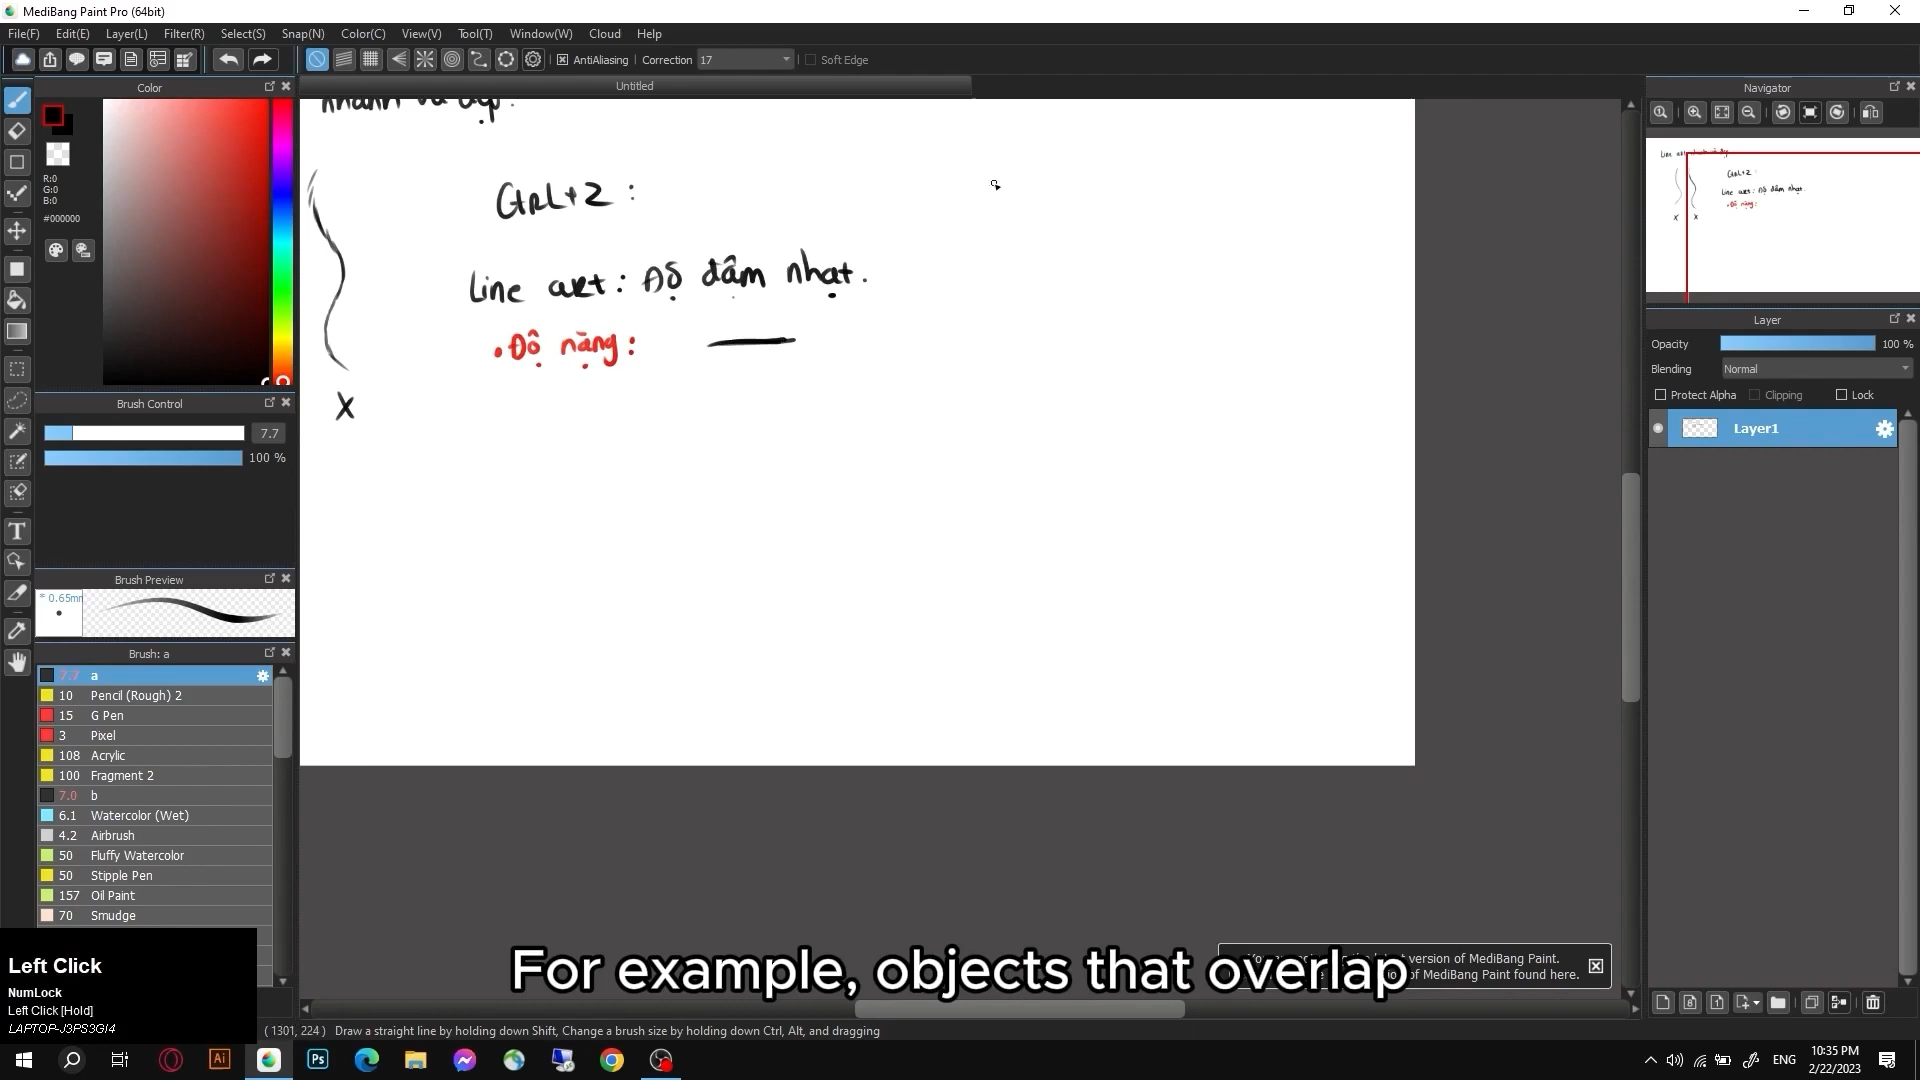 MediBang Paint Pro (64bit)
File(F) Edit(E) Layer(L) Filter(R) Select(S) Snap(N) Color(C) View(V) Tool(T) Window(W) Cloud Help
AntiAliasing Correction 17 Soft Edge
Color
Untitled
Navigator
R:0
G:0
B:0
#000000
Ctrl+Z :
Line art : Độ đậm nhạt .
• Độ nặng :
X
Brush Control
7.7
100 %
Brush Preview
* 0.65mm
Brush: a
7.7 a
10 Pencil (Rough) 2
15 G Pen
3 Pixel
108 Acrylic
100 Fragment 2
7.0 b
6.1 Watercolor (Wet)
4.2 Airbrush
50 Fluffy Watercolor
50 Stipple Pen
157 Oil Paint
70 Smudge
Layer
Opacity 100 %
Blending Normal
Protect Alpha Clipping Lock
Layer1
Left Click
NumLock
Left Click [Hold]
LAPTOP-J3PS3GI4
For example, objects that overlap
version of MediBang Paint.
of MediBang Paint found here.
( 1301, 224 ) Draw a straight line by holding down Shift, Change a brush size by holding down Ctrl, Alt, and dragging
ENG
10:35 PM
2/22/2023